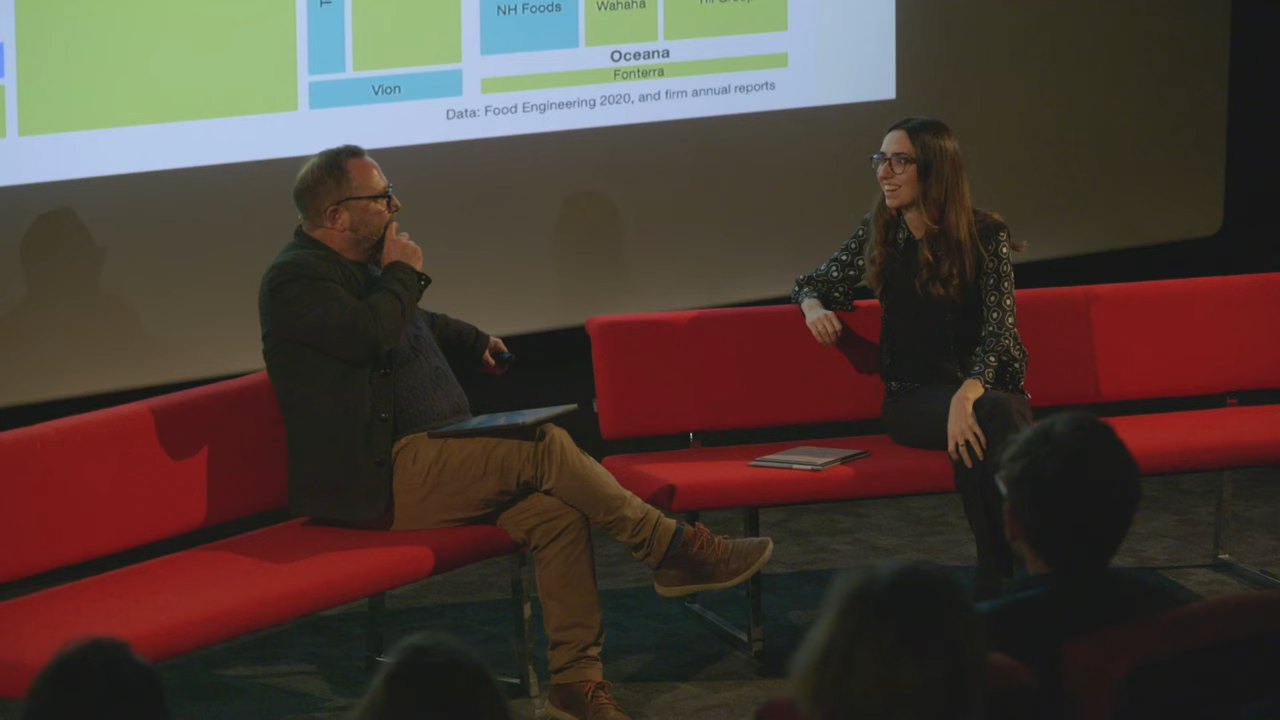 NH Foods
Wahaha
Oceana
Fonterra
Vion
Data: Food Engineering 2020, and firm annual reports